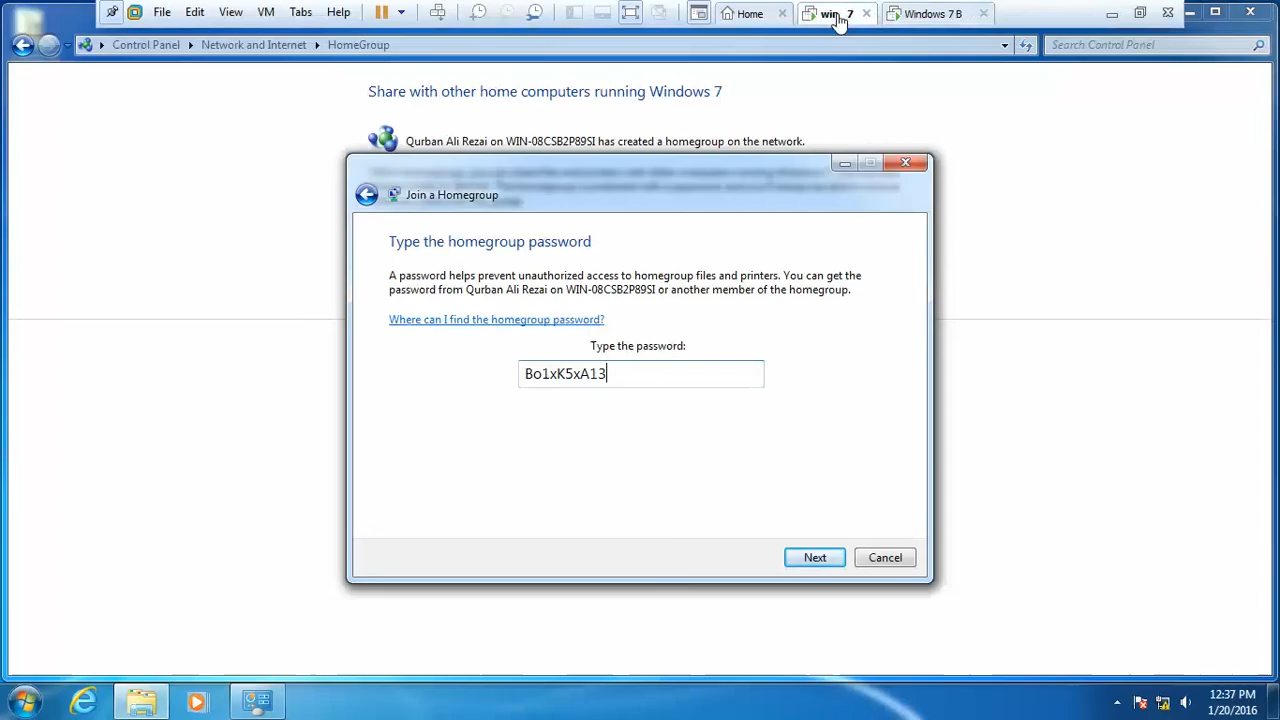 File Edit View VM Tabs Help Home win_7 Windows 7 B
Control Panel Network and Internet HomeGroup Search Control Panel
Share with other home computers running Windows 7
Qurban Ali Rezai on WIN-08CSB2P89SI has created a homegroup on the network.
Join a Homegroup
Type the homegroup password
A password helps prevent unauthorized access to homegroup files and printers. You can get the
password from Qurban Ali Rezai on WIN-08CSB2P89SI or another member of the homegroup.
Where can I find the homegroup password?
Type the password:
Bo1xK5xA13
Next Cancel
12:37 PM
1/20/2016